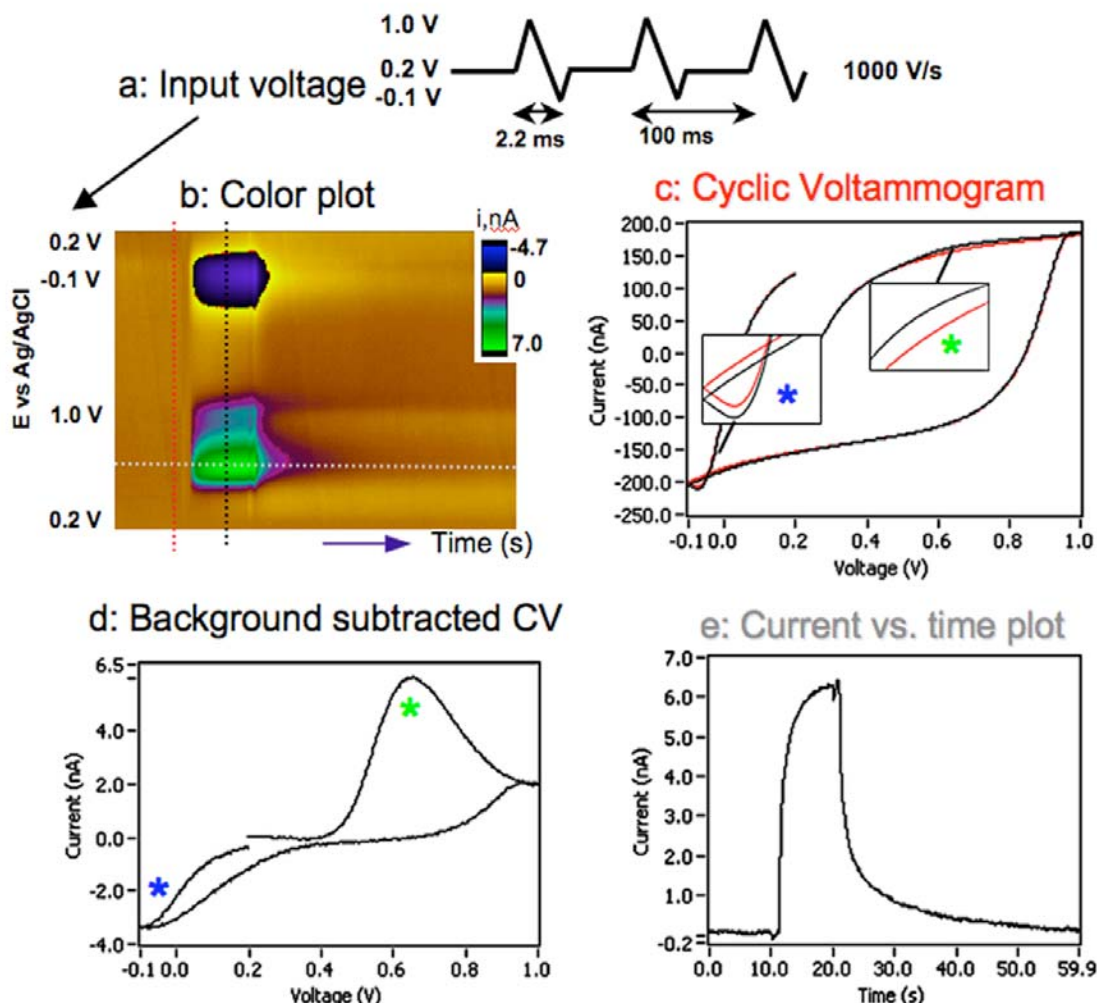 1.0 V
0.2 V
-0.1 V
a: Input voltage
1000 V/s
2.2 ms
100 ms
b: Color plot
i,nA
-4.7
0
7.0
0.2 V
-0.1 V
1.0 V
0.2 V
E vs Ag/AgCl
Time (s)
c: Cyclic Voltammogram
200.0
150.0
100.0
50.0
0.0
-50.0
-100.0
-150.0
-200.0
-250.0
Current (nA)
*
*
-0.1 0.0 0.2 0.4 0.6 0.8 1.0
Voltage (V)
d: Background subtracted CV
6.5
4.0
2.0
0.0
-2.0
-4.0
Current (nA)
*
*
-0.1 0.0 0.2 0.4 0.6 0.8 1.0
Voltage (V)
e: Current vs. time plot
7.0
6.0
5.0
4.0
3.0
2.0
1.0
-0.2
Current (nA)
0.0 10.0 20.0 30.0 40.0 50.0 59.9
Time (s)